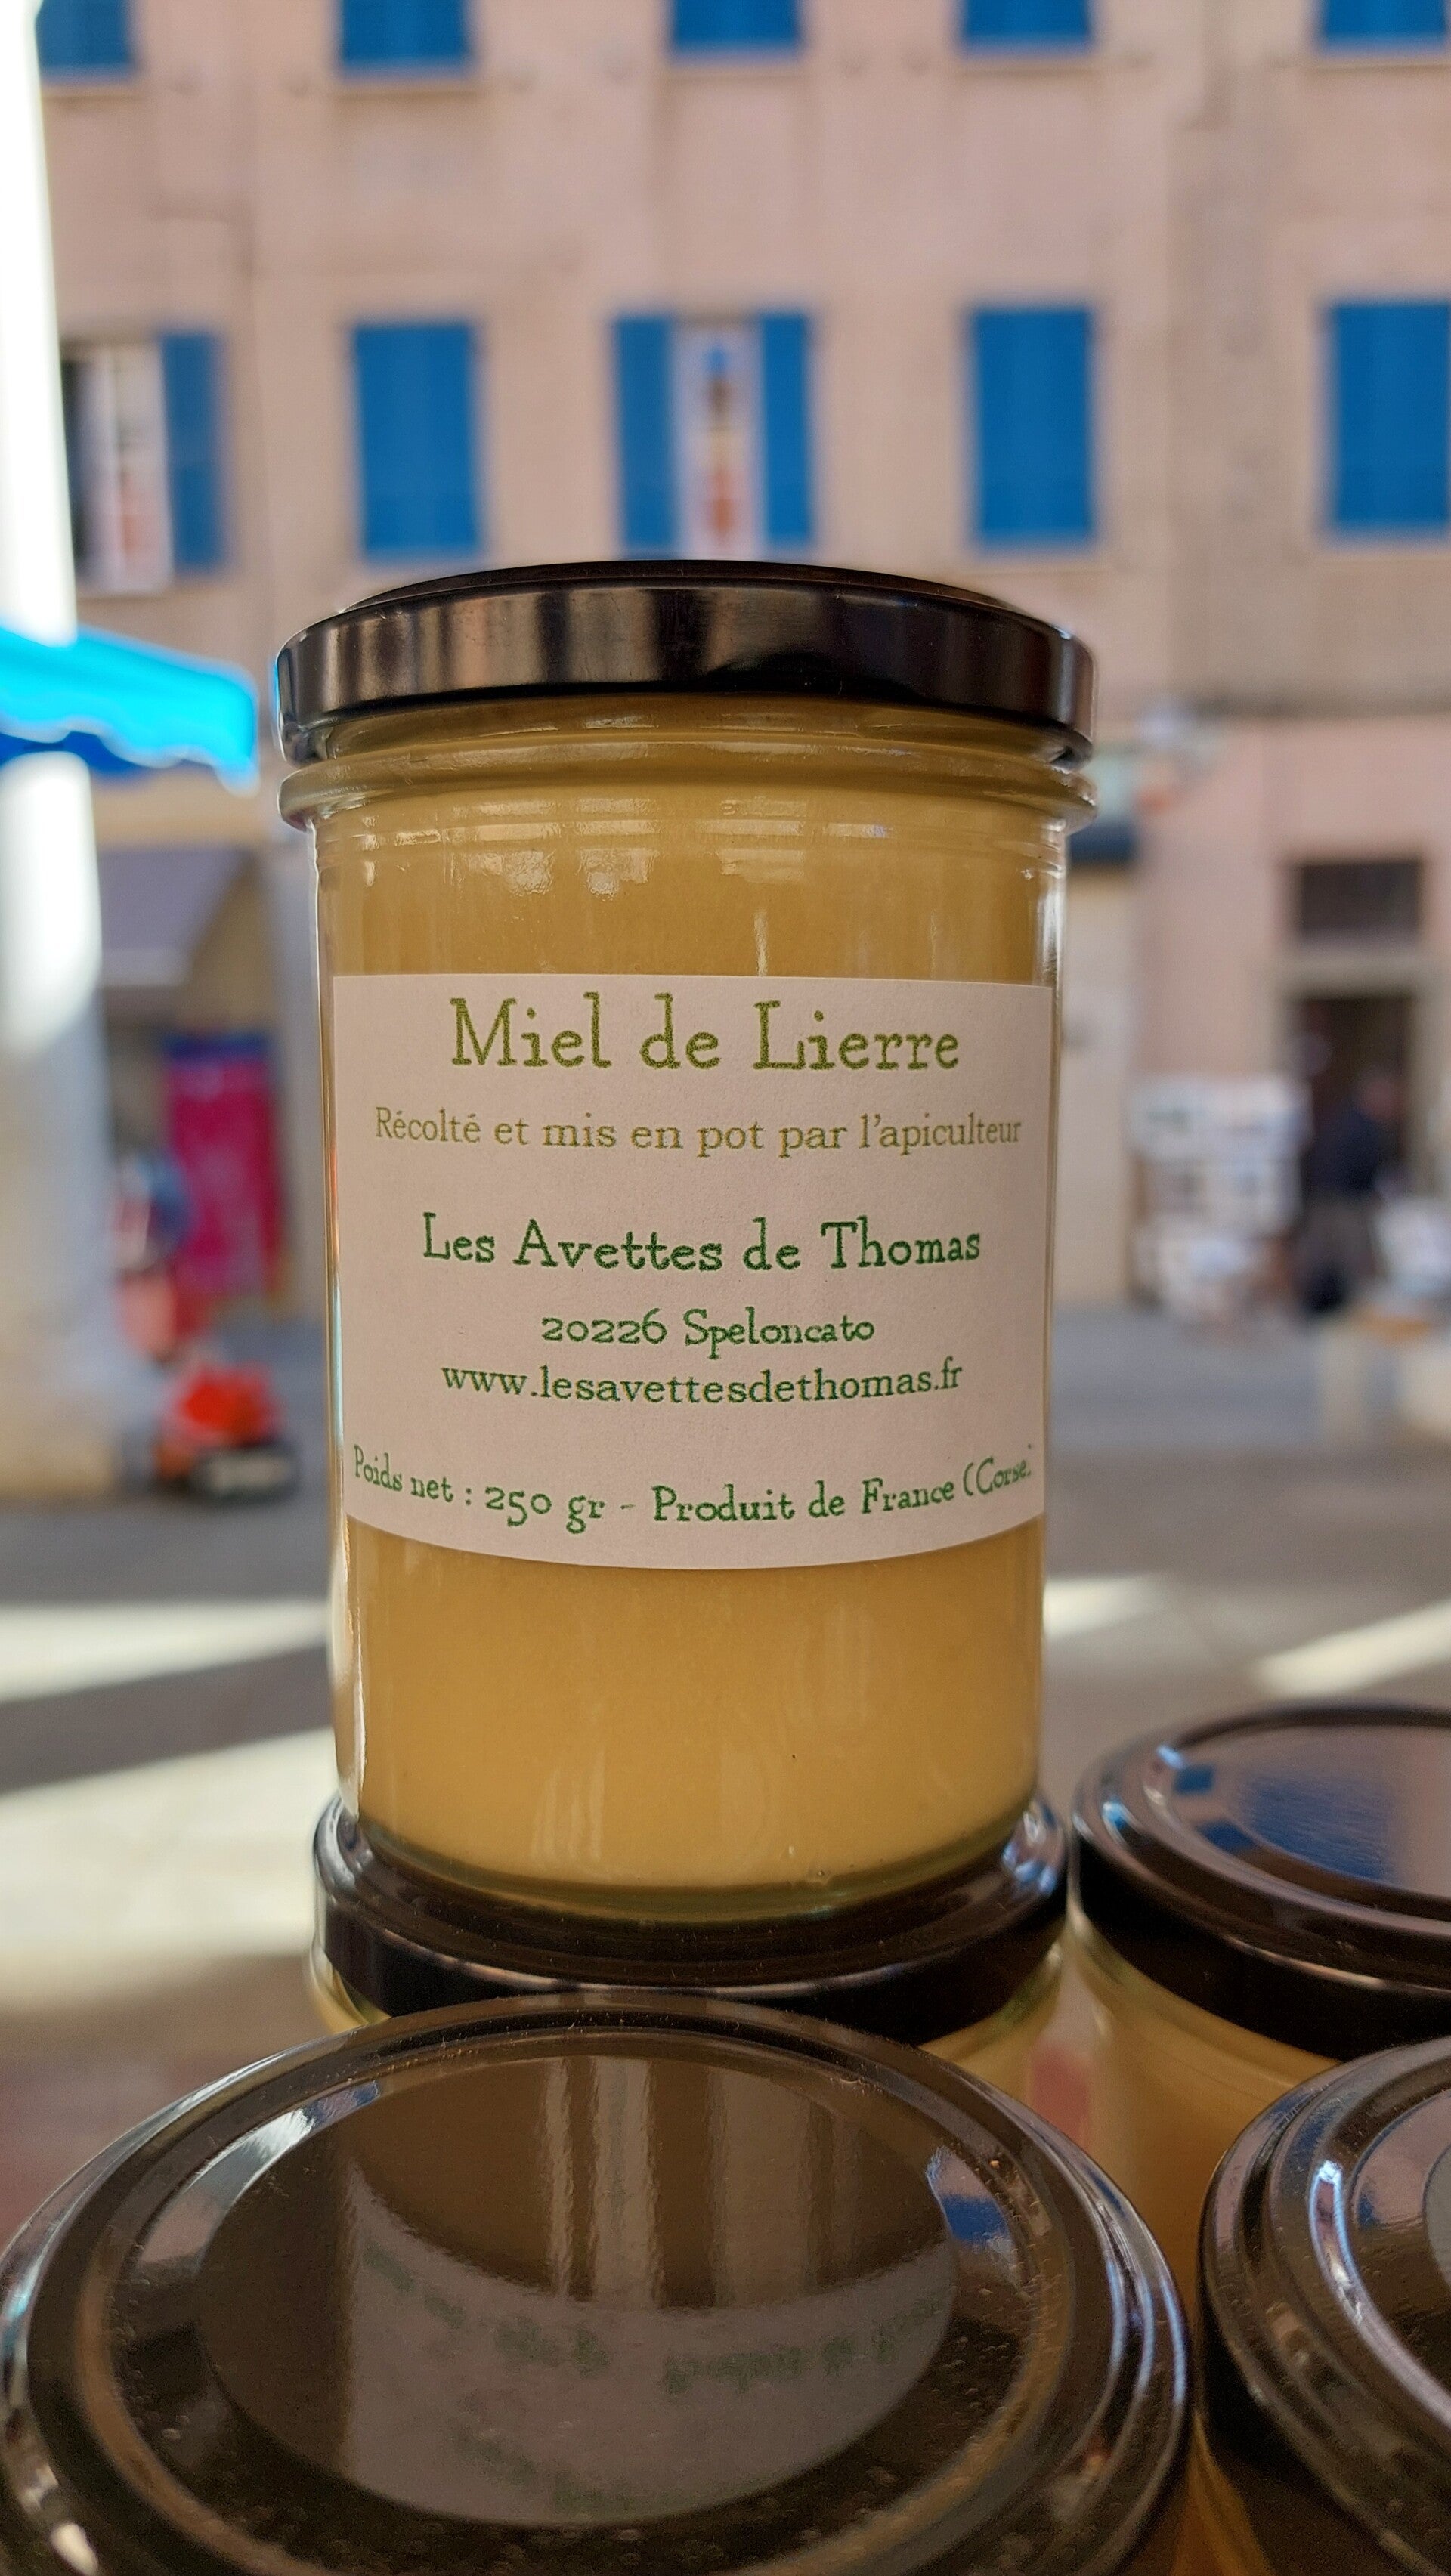 Miel de Lierre
Récolté et mis en pot par l'apiculteur
Les Avettes de Thomas
20226 Speloncato
www.lesavettesdethomas.fr
Poids net : 250 gr - Produit de France (Corse)